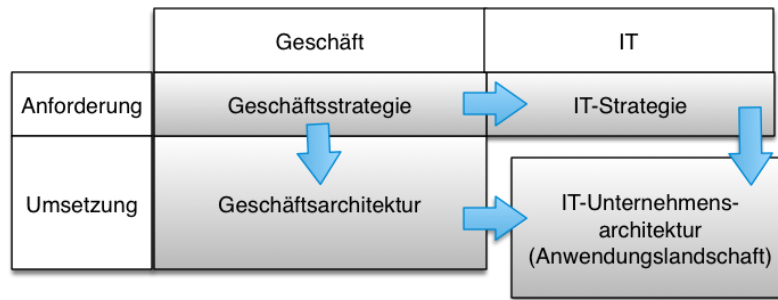 Geschäft IT
Anforderung Geschäftsstrategie IT-Strategie
Umsetzung Geschäftsarchitektur IT-Unternehmens-
architektur
(Anwendungslandschaft)